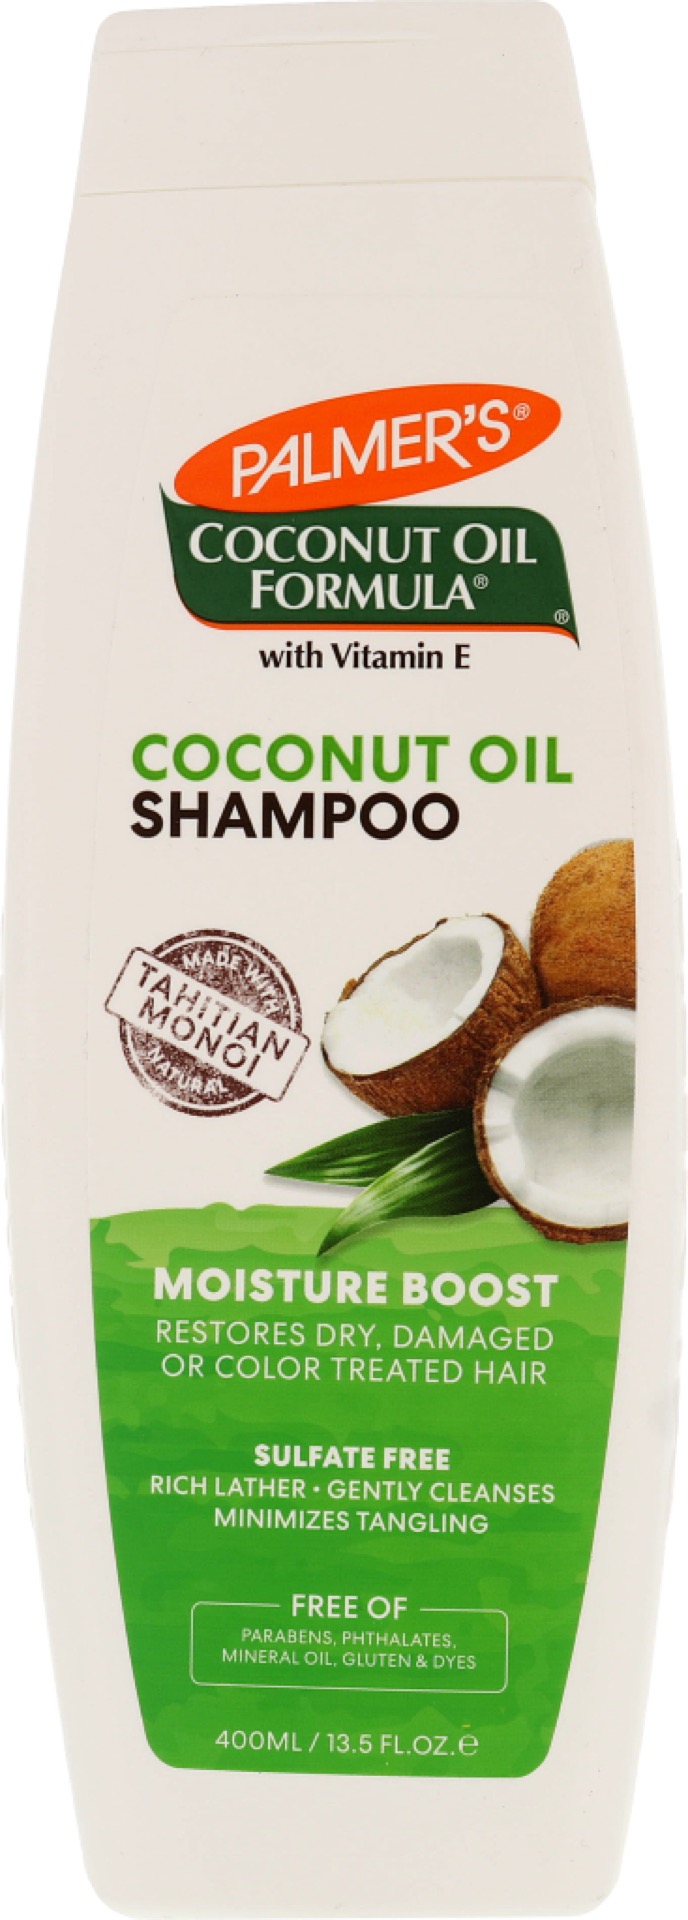 PALMER'S®
COCONUT OIL
FORMULA®
®
with Vitamin E
COCONUT OIL
SHAMPOO
MADE WITH
TAHITIAN
MONOI
NATURAL
MOISTURE BOOST
RESTORES DRY, DAMAGED
OR COLOR TREATED HAIR
SULFATE FREE
RICH LATHER • GENTLY CLEANSES
MINIMIZES TANGLING
FREE OF
PARABENS, PHTHALATES,
MINERAL OIL, GLUTEN & DYES
400ML / 13.5 FL.OZ.℮